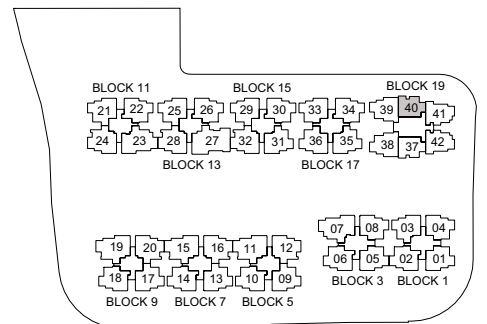 BLOCK 11 BLOCK 15 BLOCK 19
21 22 25 26 29 30 33 34 39 40 41
24 23 28 27 32 31 36 35 38 37 42
BLOCK 13 BLOCK 17
07 08 03 04
19 20 15 16 11 12
06 05 02 01
18 17 14 13 10 09
BLOCK 3 BLOCK 1
BLOCK 9 BLOCK 7 BLOCK 5